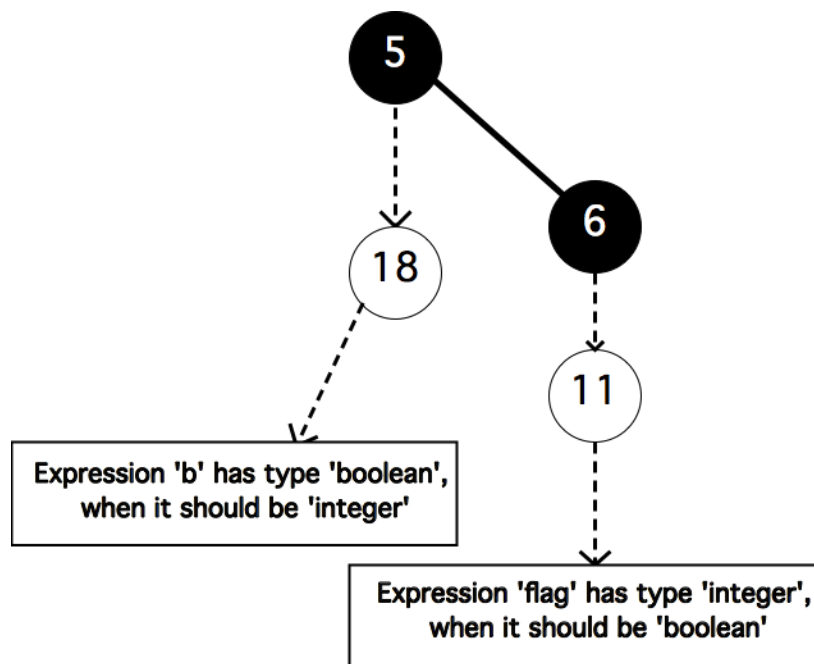 5
6
18
11
Expression 'b' has type 'boolean',
when it should be 'integer'
Expression 'flag' has type 'integer',
when it should be 'boolean'